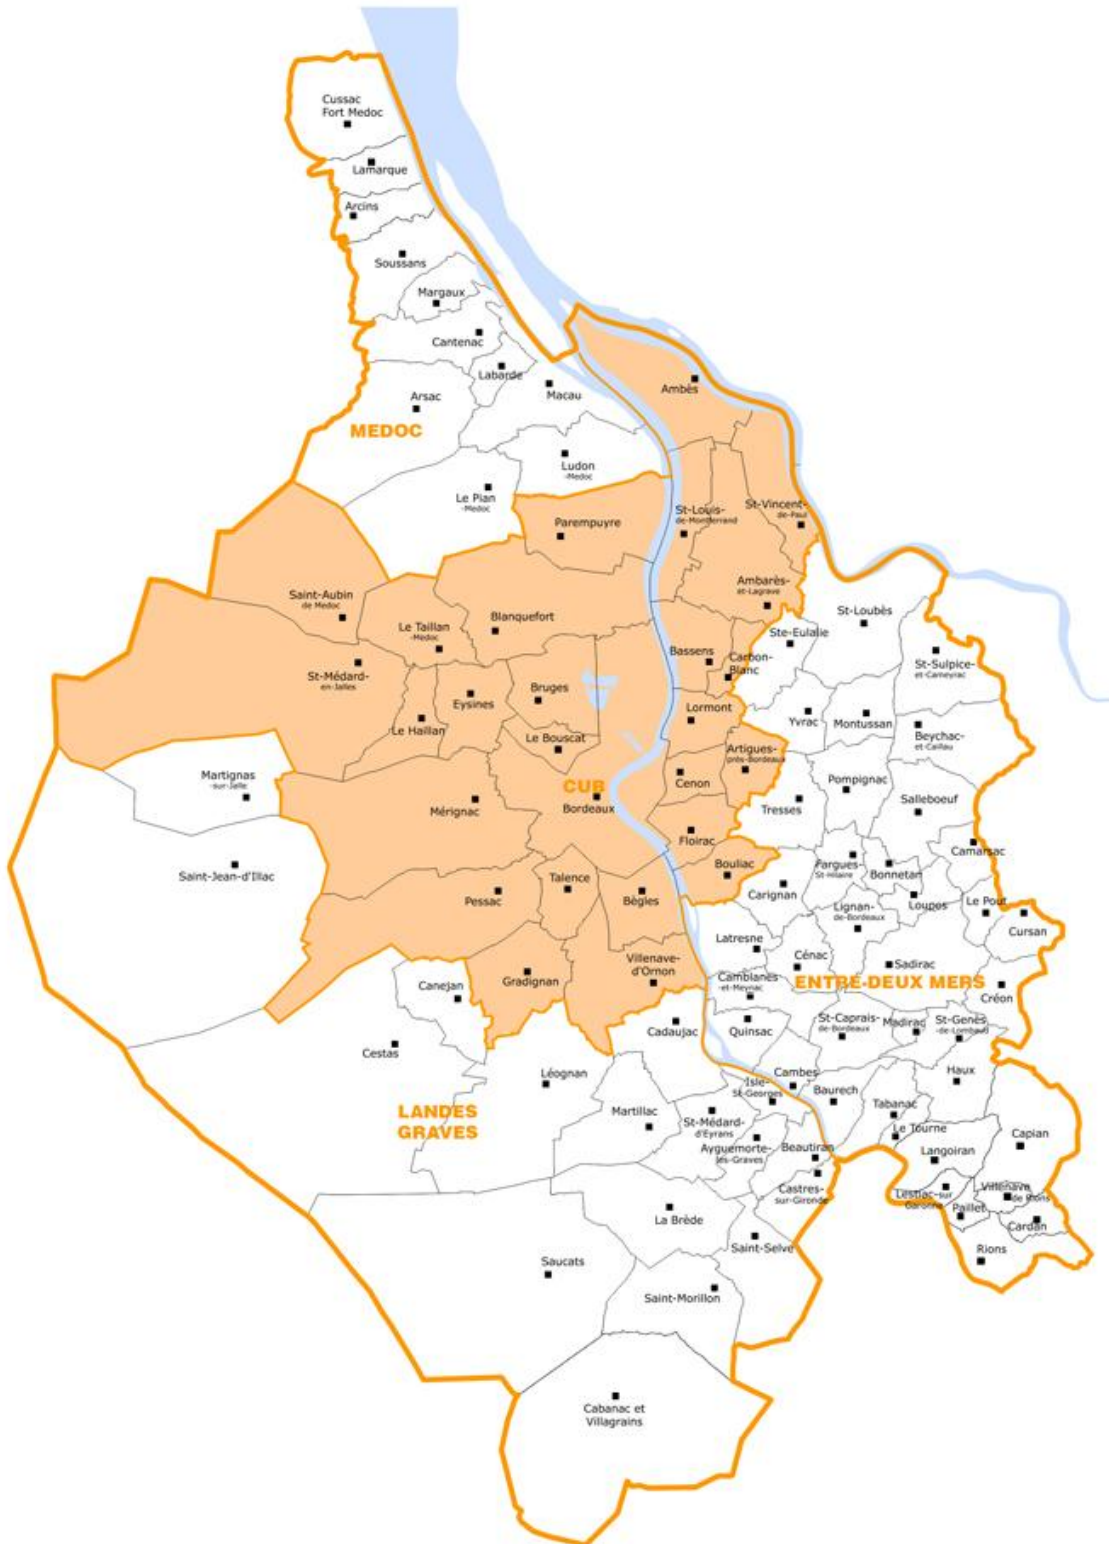 Cussac
Fort Medoc
Lamarque
Arcins
Soussans
Margaux
Cantenac
Labarde
Macau
Arsac
MEDOC
Ludon
-Medoc
Le Pian
-Medoc
Ambès
St-Vincent-
de-Paul
St-Louis-
de-Montferrand
Parempuyre
Ambarès-
et-Lagrave
Saint-Aubin
de Medoc
Le Taillan
-Medoc
Blanquefort
St-Médard-
en-Jalles
Eysines
Bruges
Le Haillan
Le Bouscat
Bassens
Carbon-
Blanc
Lormont
Artigues-
près-Bordeaux
Cenon
CUB
Bordeaux
Mérignac
Floirac
Bouliac
Martignas
-sur-Jalle
Saint-Jean-d'Illac
Pessac
Talence
Bègles
Villenave-
d'Ornon
Gradignan
Canejan
Cestas
St-Loubès
Ste-Eulalie
St-Sulpice-
et-Cameyrac
Yvrac
Montussan
Beychac-
et-Caillau
Pompignac
Tresses
Salleboeuf
Camarsac
Fargues-
St-Hilaire
Bonnetan
Carignan
Lignan-
de-Bordeaux
Loupes
Le Pout
Cursan
Latresne
Cénac
Sadirac
Camblanes
-et-Meynac
ENTRE-DEUX MERS
Créon
Quinsac
St-Caprais-
de-Bordeaux
Madirac
St-Genès
-de-Lombaud
Cadaujac
Léognan
LANDES
GRAVES
Martillac
Isle-
St-Georges
Cambes
Baurech
Haux
Tabanac
St-Médard-
d'Eyrans
Ayguemorte-
les-Graves
Beautiran
Le Tourne
Langoiran
Capian
Castres-
sur-Gironde
Lestiac-sur
Garonne
Villenave
de Rions
Paillet
Cardan
Rions
La Brède
Saint-Selve
Saucats
Saint-Morillon
Cabanac et
Villagrains